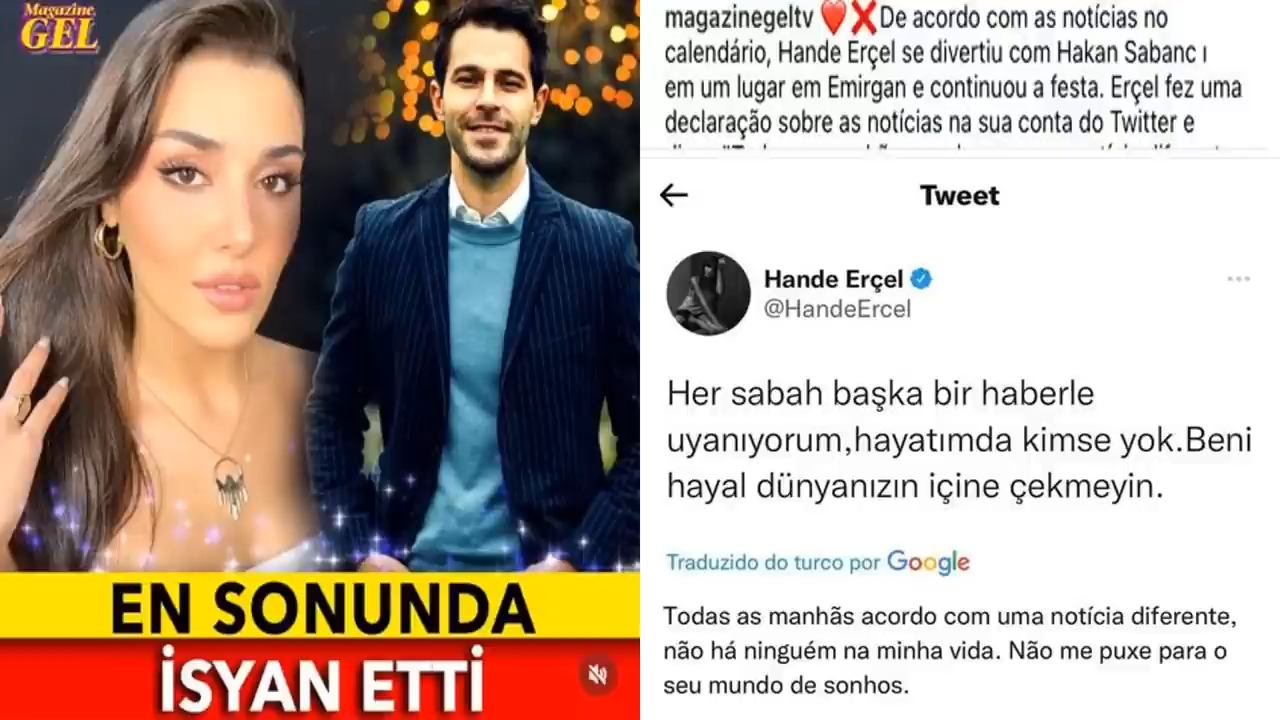 Magazine
GEL
EN SONUNDA
İSYAN ETTİ
magazinegeltv ❤️❌De acordo com as notícias no
calendário, Hande Erçel se divertiu com Hakan Sabanc ı
em um lugar em Emirgan e continuou a festa. Erçel fez uma
declaração sobre as notícias na sua conta do Twitter e
Tweet
Hande Erçel
@HandeErcel
Her sabah başka bir haberle
uyanıyorum,hayatımda kimse yok.Beni
hayal dünyanızın içine çekmeyin.
Traduzido do turco por Google
Todas as manhãs acordo com uma notícia diferente,
não há ninguém na minha vida. Não me puxe para o
seu mundo de sonhos.